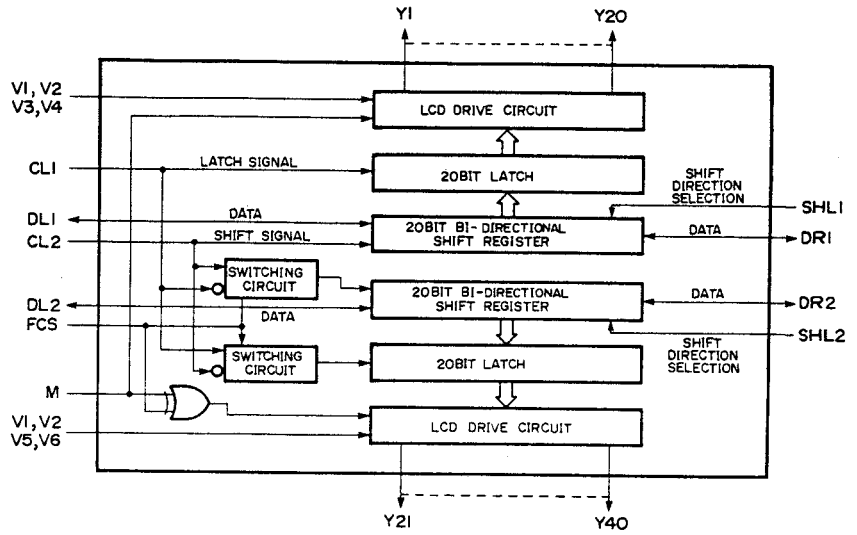 Y1 Y20
V1, V2
V3,V4
LCD DRIVE CIRCUIT
CL1
LATCH SIGNAL
20BIT LATCH
SHIFT
DIRECTION
SELECTION
SHL1
DL1
DATA
20BIT BI-DIRECTIONAL
SHIFT REGISTER
DATA
DR1
CL2
SHIFT SIGNAL
SWITCHING
CIRCUIT
20BIT BI-DIRECTIONAL
SHIFT REGISTER
DATA
DR2
DL2
DATA
FCS
SHL2
SHIFT
DIRECTION
SELECTION
SWITCHING
CIRCUIT
20BIT LATCH
M
V1, V2
V5,V6
LCD DRIVE CIRCUIT
Y21 Y40